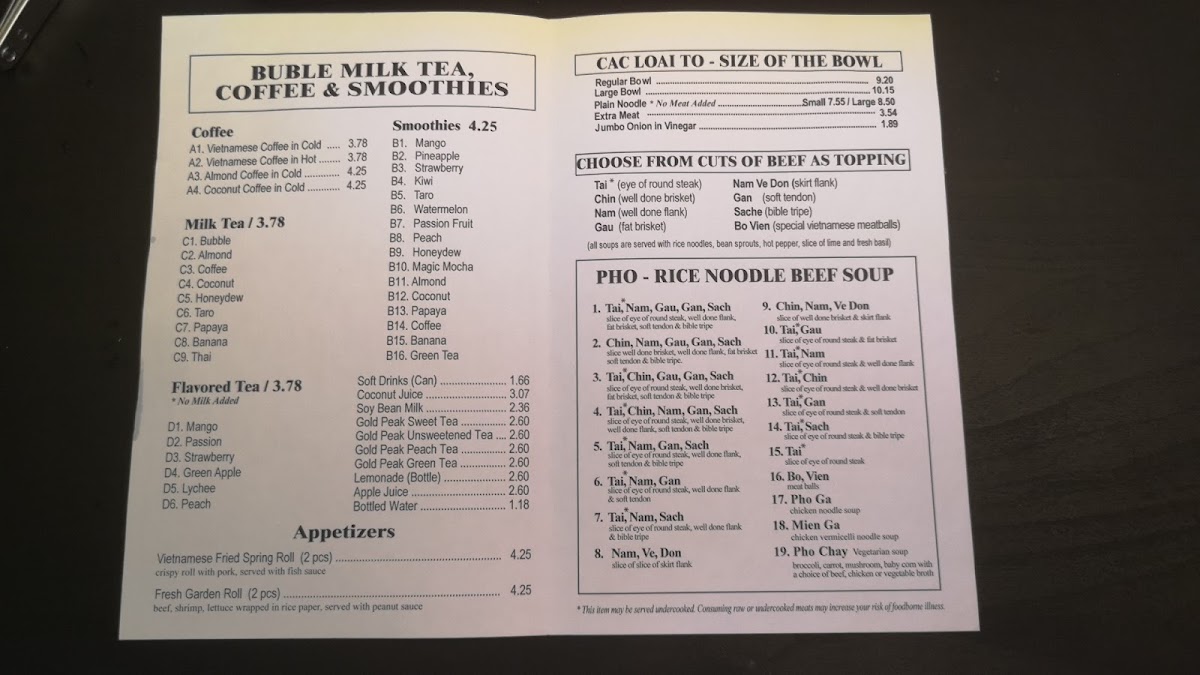 BUBLE MILK TEA,
COFFEE & SMOOTHIES
Coffee
A1. Vietnamese Coffee in Cold ..... 3.78
A2. Vietnamese Coffee in Hot ........ 3.78
A3. Almond Coffee in Cold ............ 4.25
A4. Coconut Coffee in Cold ........... 4.25
Milk Tea / 3.78
C1. Bubble
C2. Almond
C3. Coffee
C4. Coconut
C5. Honeydew
C6. Taro
C7. Papaya
C8. Banana
C9. Thai
Flavored Tea / 3.78
* No Milk Added
D1. Mango
D2. Passion
D3. Strawberry
D4. Green Apple
D5. Lychee
D6. Peach
Smoothies 4.25
B1. Mango
B2. Pineapple
B3. Strawberry
B4. Kiwi
B5. Taro
B6. Watermelon
B7. Passion Fruit
B8. Peach
B9. Honeydew
B10. Magic Mocha
B11. Almond
B12. Coconut
B13. Papaya
B14. Coffee
B15. Banana
B16. Green Tea
Soft Drinks (Can) ...................... 1.66
Coconut Juice ........................... 3.07
Soy Bean Milk ........................... 2.36
Gold Peak Sweet Tea ............... 2.60
Gold Peak Unsweetened Tea .... 2.60
Gold Peak Peach Tea ............... 2.60
Gold Peak Green Tea ............... 2.60
Lemonade (Bottle) .................... 2.60
Apple Juice ............................... 2.60
Bottled Water ............................ 1.18
Appetizers
Vietnamese Fried Spring Roll (2 pcs) .................................................. 4.25
crispy roll with pork, served with fish sauce
Fresh Garden Roll (2 pcs) .................................................. 4.25
beef, shrimp, lettuce wrapped in rice paper, served with peanut sauce
CAC LOAI TO - SIZE OF THE BOWL
Regular Bowl .................................................. 9.20
Large Bowl .................................................. 10.15
Plain Noodle * No Meat Added ......................Small 7.55 / Large 8.50
Extra Meat .................................................. 3.54
Jumbo Onion in Vinegar .................................................. 1.89
CHOOSE FROM CUTS OF BEEF AS TOPPING
Tai * (eye of round steak)
Chin (well done brisket)
Nam (well done flank)
Gau (fat brisket)
Nam Ve Don (skirt flank)
Gan (soft tendon)
Sache (bible tripe)
Bo Vien (special vietnamese meatballs)
(all soups are served with rice noodles, bean sprouts, hot pepper, slice of lime and fresh basil)
PHO - RICE NOODLE BEEF SOUP
1. Tai,* Nam, Gau, Gan, Sach
slice of eye of round steak, well done flank,
fat brisket, soft tendon & bible tripe
2. Chin, Nam, Gau, Gan, Sach
slice well done brisket, well done flank, fat brisket
soft tendon & bible tripe.
3. Tai,* Chin, Gau, Gan, Sach
slice of eye of round steak, well done brisket,
fat brisket, soft tendon & bible tripe
4. Tai,* Chin, Nam, Gan, Sach
slice of eye of round steak, well done brisket,
well done flank, soft tendon & bible tripe
5. Tai,* Nam, Gan, Sach
slice of eye of round steak, well done flank,
soft tendon & bible tripe
6. Tai,* Nam, Gan
slice of eye of round steak, well done flank
& soft tendon
7. Tai,* Nam, Sach
slice of eye of round steak, well done flank
& bible tripe
8. Nam, Ve, Don
slice of slice of skirt flank
9. Chin, Nam, Ve Don
slice of well done brisket & skirt flank
10. Tai,* Gau
slice of eye of round steak & fat brisket
11. Tai,* Nam
slice of eye of round steak & well done flank
12. Tai,* Chin
slice of eye of round steak & well done brisket
13. Tai,* Gan
slice of eye of round steak & soft tendon
14. Tai,* Sach
slice of eye of round steak & bible tripe
15. Tai*
slice of eye of round steak
16. Bo, Vien
meat balls
17. Pho Ga
chicken noodle soup
18. Mien Ga
chicken vermicelli noodle soup
19. Pho Chay Vegetarian soup
broccoli, carrot, mushroom, baby corn with
a choice of beef, chicken or vegetable broth
* This item may be served undercooked. Consuming raw or undercooked meats may increase your risk of foodborne illness.